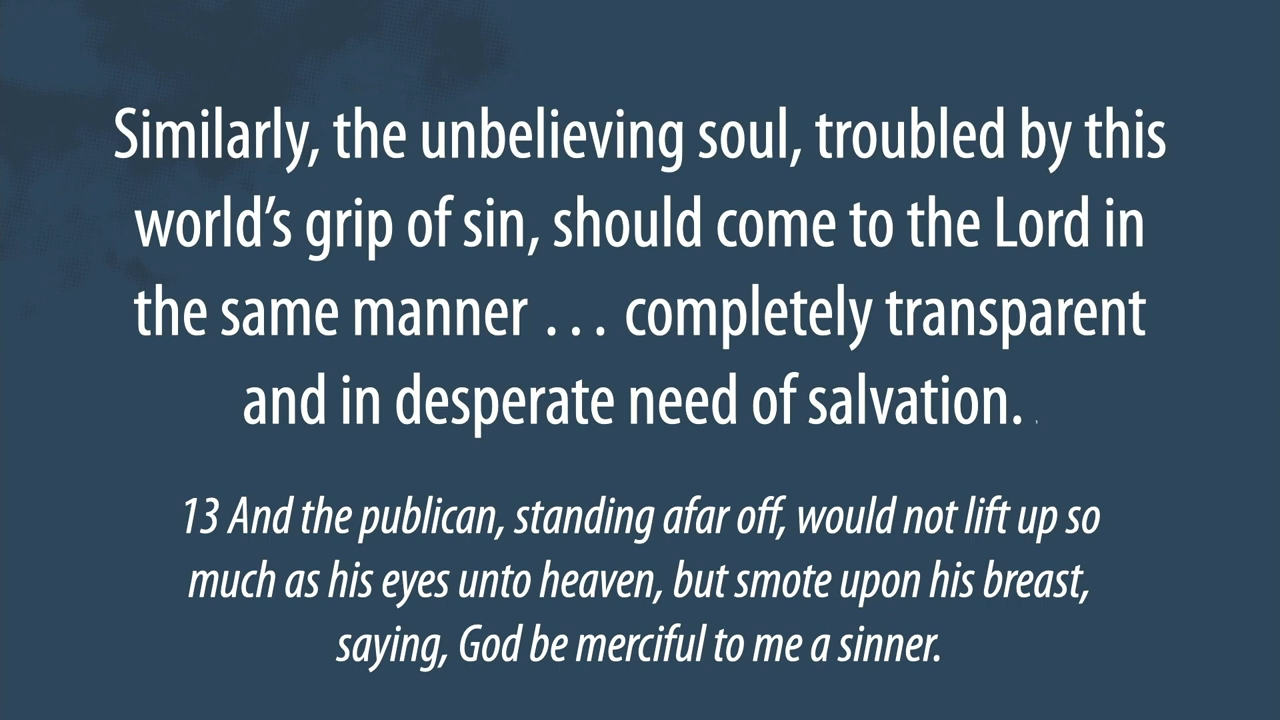 Similarly, the unbelieving soul, troubled by this
world’s grip of sin, should come to the Lord in
the same manner . . . completely transparent
and in desperate need of salvation.
13 And the publican, standing afar off, would not lift up so
much as his eyes unto heaven, but smote upon his breast,
saying, God be merciful to me a sinner.